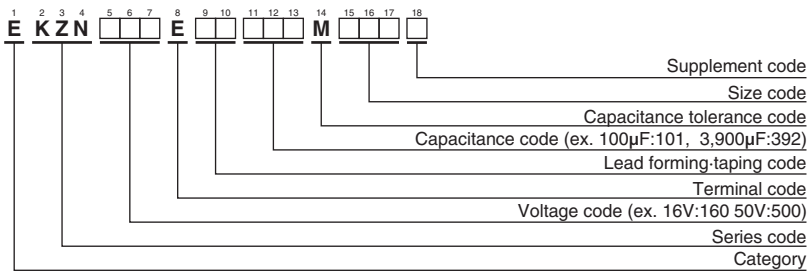 1 2 3 4 5 6 7 8 9 10 11 12 13 14 15 16 17 18
E KZN E M
Supplement code
Size code
Capacitance tolerance code
Capacitance code (ex. 100µF:101, 3,900µF:392)
Lead forming·taping code
Terminal code
Voltage code (ex. 16V:160 50V:500)
Series code
Category